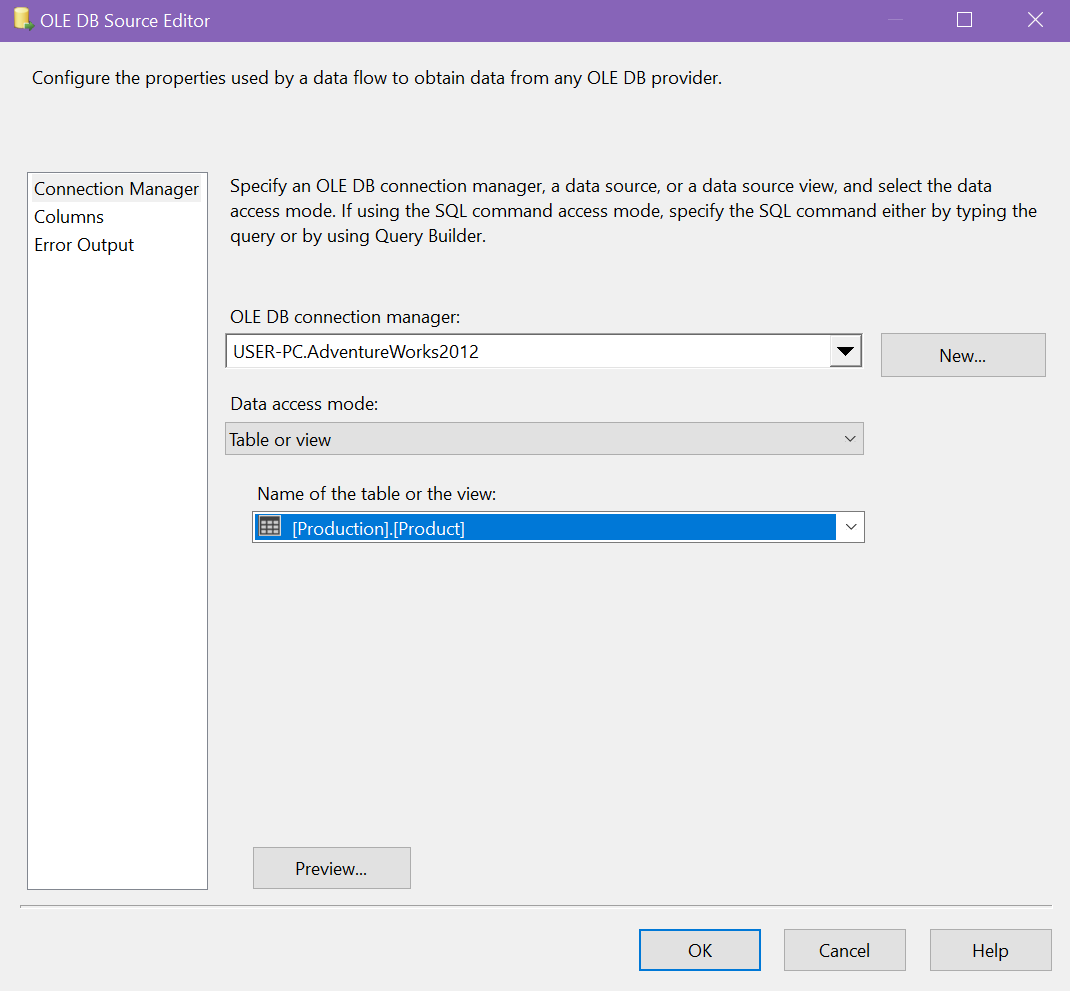 OLE DB Source Editor
Configure the properties used by a data flow to obtain data from any OLE DB provider.
Connection Manager
Columns
Error Output
Specify an OLE DB connection manager, a data source, or a data source view, and select the data
access mode. If using the SQL command access mode, specify the SQL command either by typing the
query or by using Query Builder.
OLE DB connection manager:
USER-PC.AdventureWorks2012
New...
Data access mode:
Table or view
Name of the table or the view:
[Production].[Product]
Preview...
OK
Cancel
Help